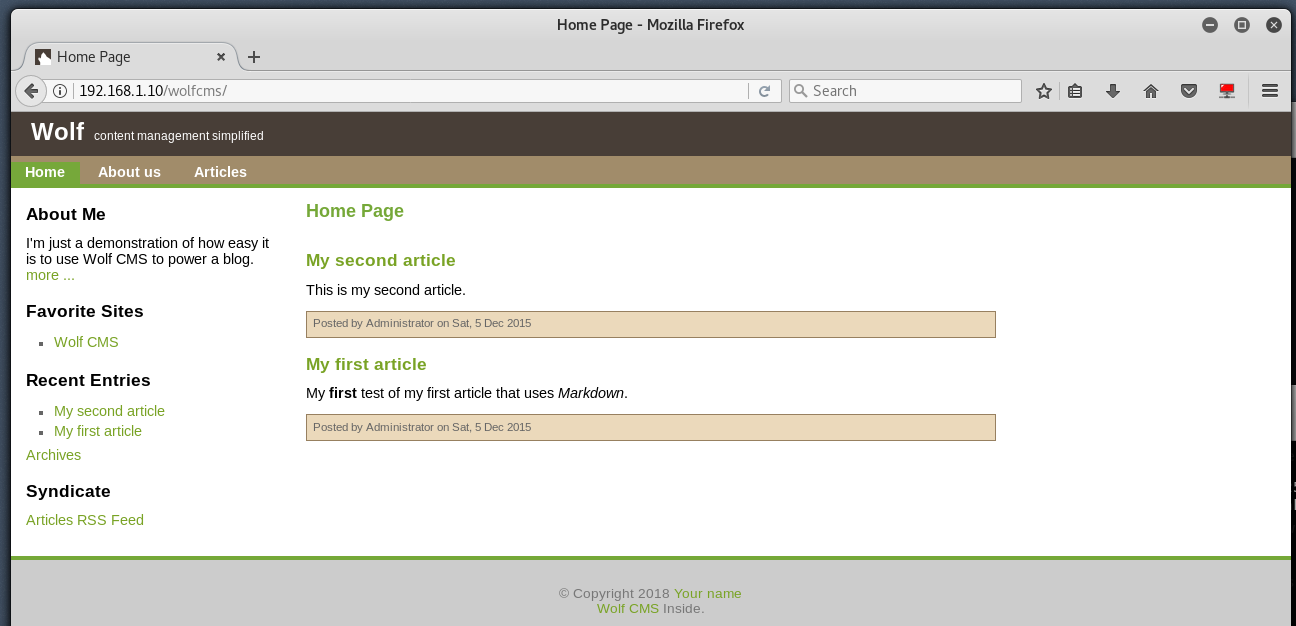 Home Page - Mozilla Firefox
Home Page
192.168.1.10/wolfcms/
Search
Wolf content management simplified
Home About us Articles
About Me
I'm just a demonstration of how easy it
is to use Wolf CMS to power a blog.
more ...
Favorite Sites
Wolf CMS
Recent Entries
My second article
My first article
Archives
Syndicate
Articles RSS Feed
Home Page
My second article
This is my second article.
Posted by Administrator on Sat, 5 Dec 2015
My first article
My first test of my first article that uses Markdown.
Posted by Administrator on Sat, 5 Dec 2015
© Copyright 2018 Your name
Wolf CMS Inside.